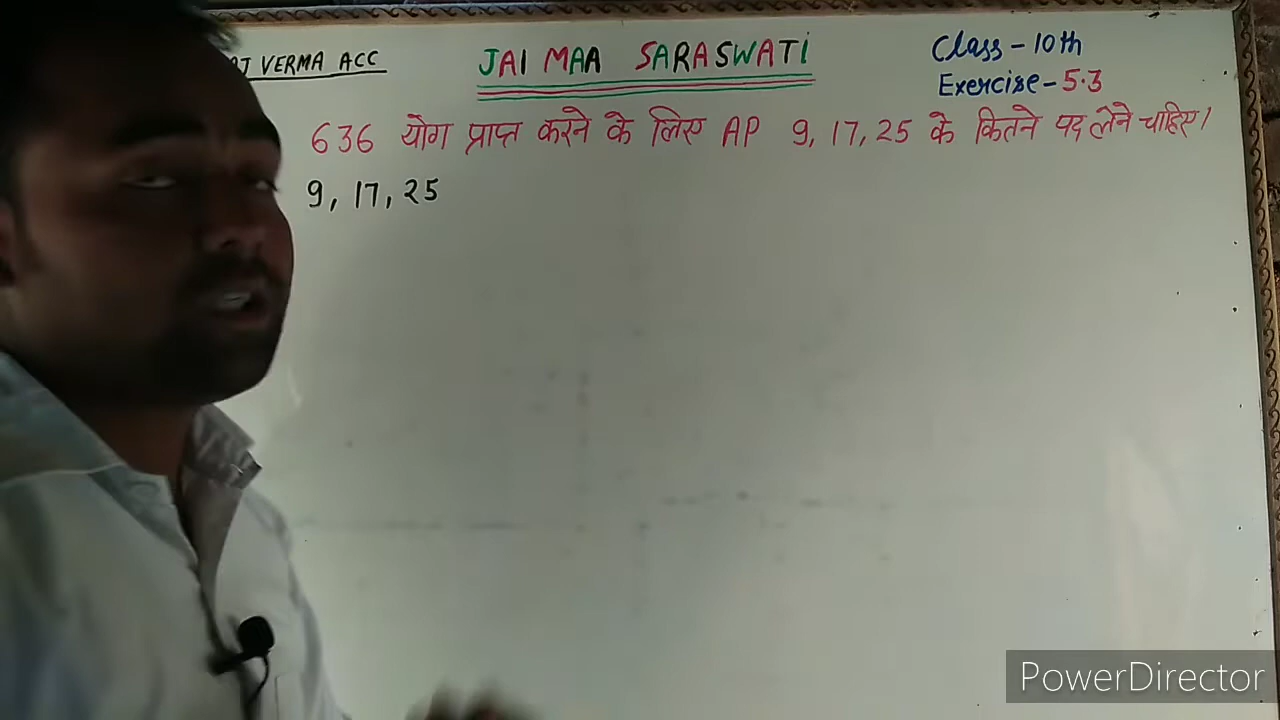 VERMA ACC
JAI MAA SARASWATI
Class - 10th
Exercise - 5.3
636 योग प्राप्त करने के लिए AP 9, 17, 25 के कितने पद लेने चाहिए।
9, 17, 25
PowerDirector